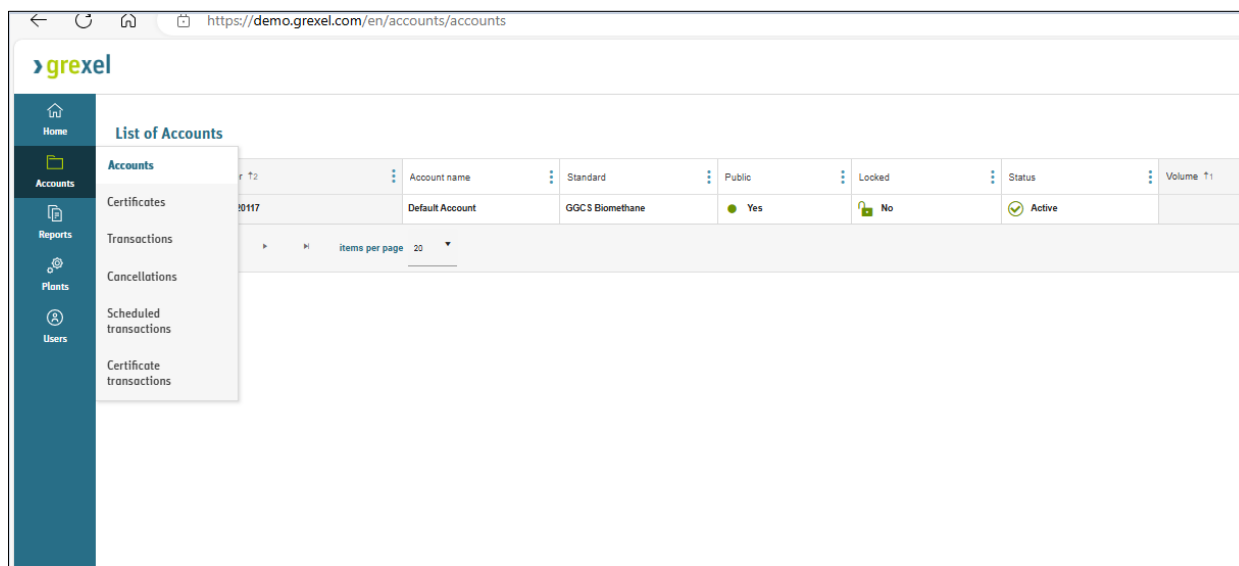 https://demo.grexel.com/en/accounts/accounts
grexel
Home
Accounts
Reports
Plants
Users
List of Accounts
Accounts
Certificates
Transactions
Cancellations
Scheduled
transactions
Certificate
transactions
r ↑2 Account name Standard Public Locked Status Volume ↑1
20117 Default Account GGCS Biomethane Yes No Active
items per page 20